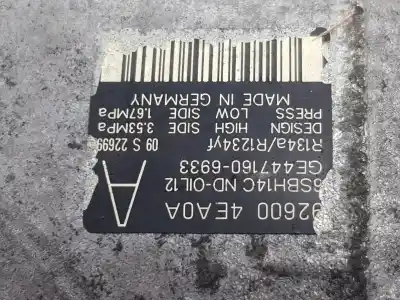 92600 4EA0A
6SBH14C ND-OIL12
GE447160-6933
A
R134a/R1234yf 09 S 22699
DESIGN HIGH SIDE 3.53MPa
PRESS LOW SIDE 1.67MPa
MADE IN GERMANY